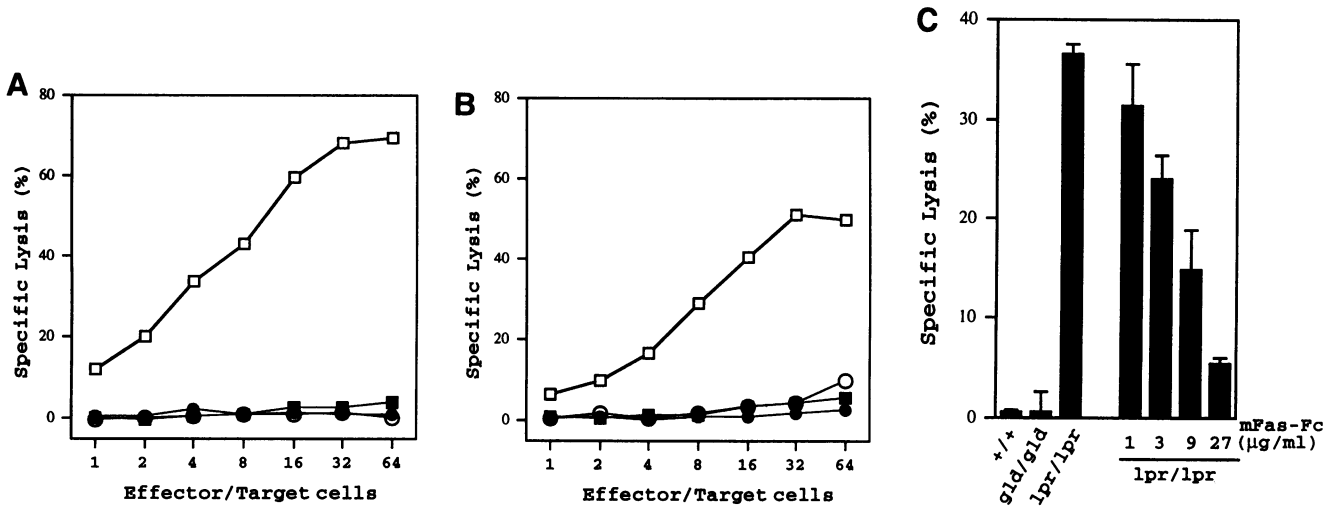 A
80
60
40
20
0
Specific Lysis (%)
1 2 4 8 16 32 64
Effector/Target cells
B
80
60
40
20
0
Specific Lysis (%)
1 2 4 8 16 32 64
Effector/Target cells
C
40
30
20
10
0
Specific Lysis (%)
+/+
gld/gld
lpr/lpr
1 3 9 27
mFas-Fc
(μg/ml)
lpr/lpr